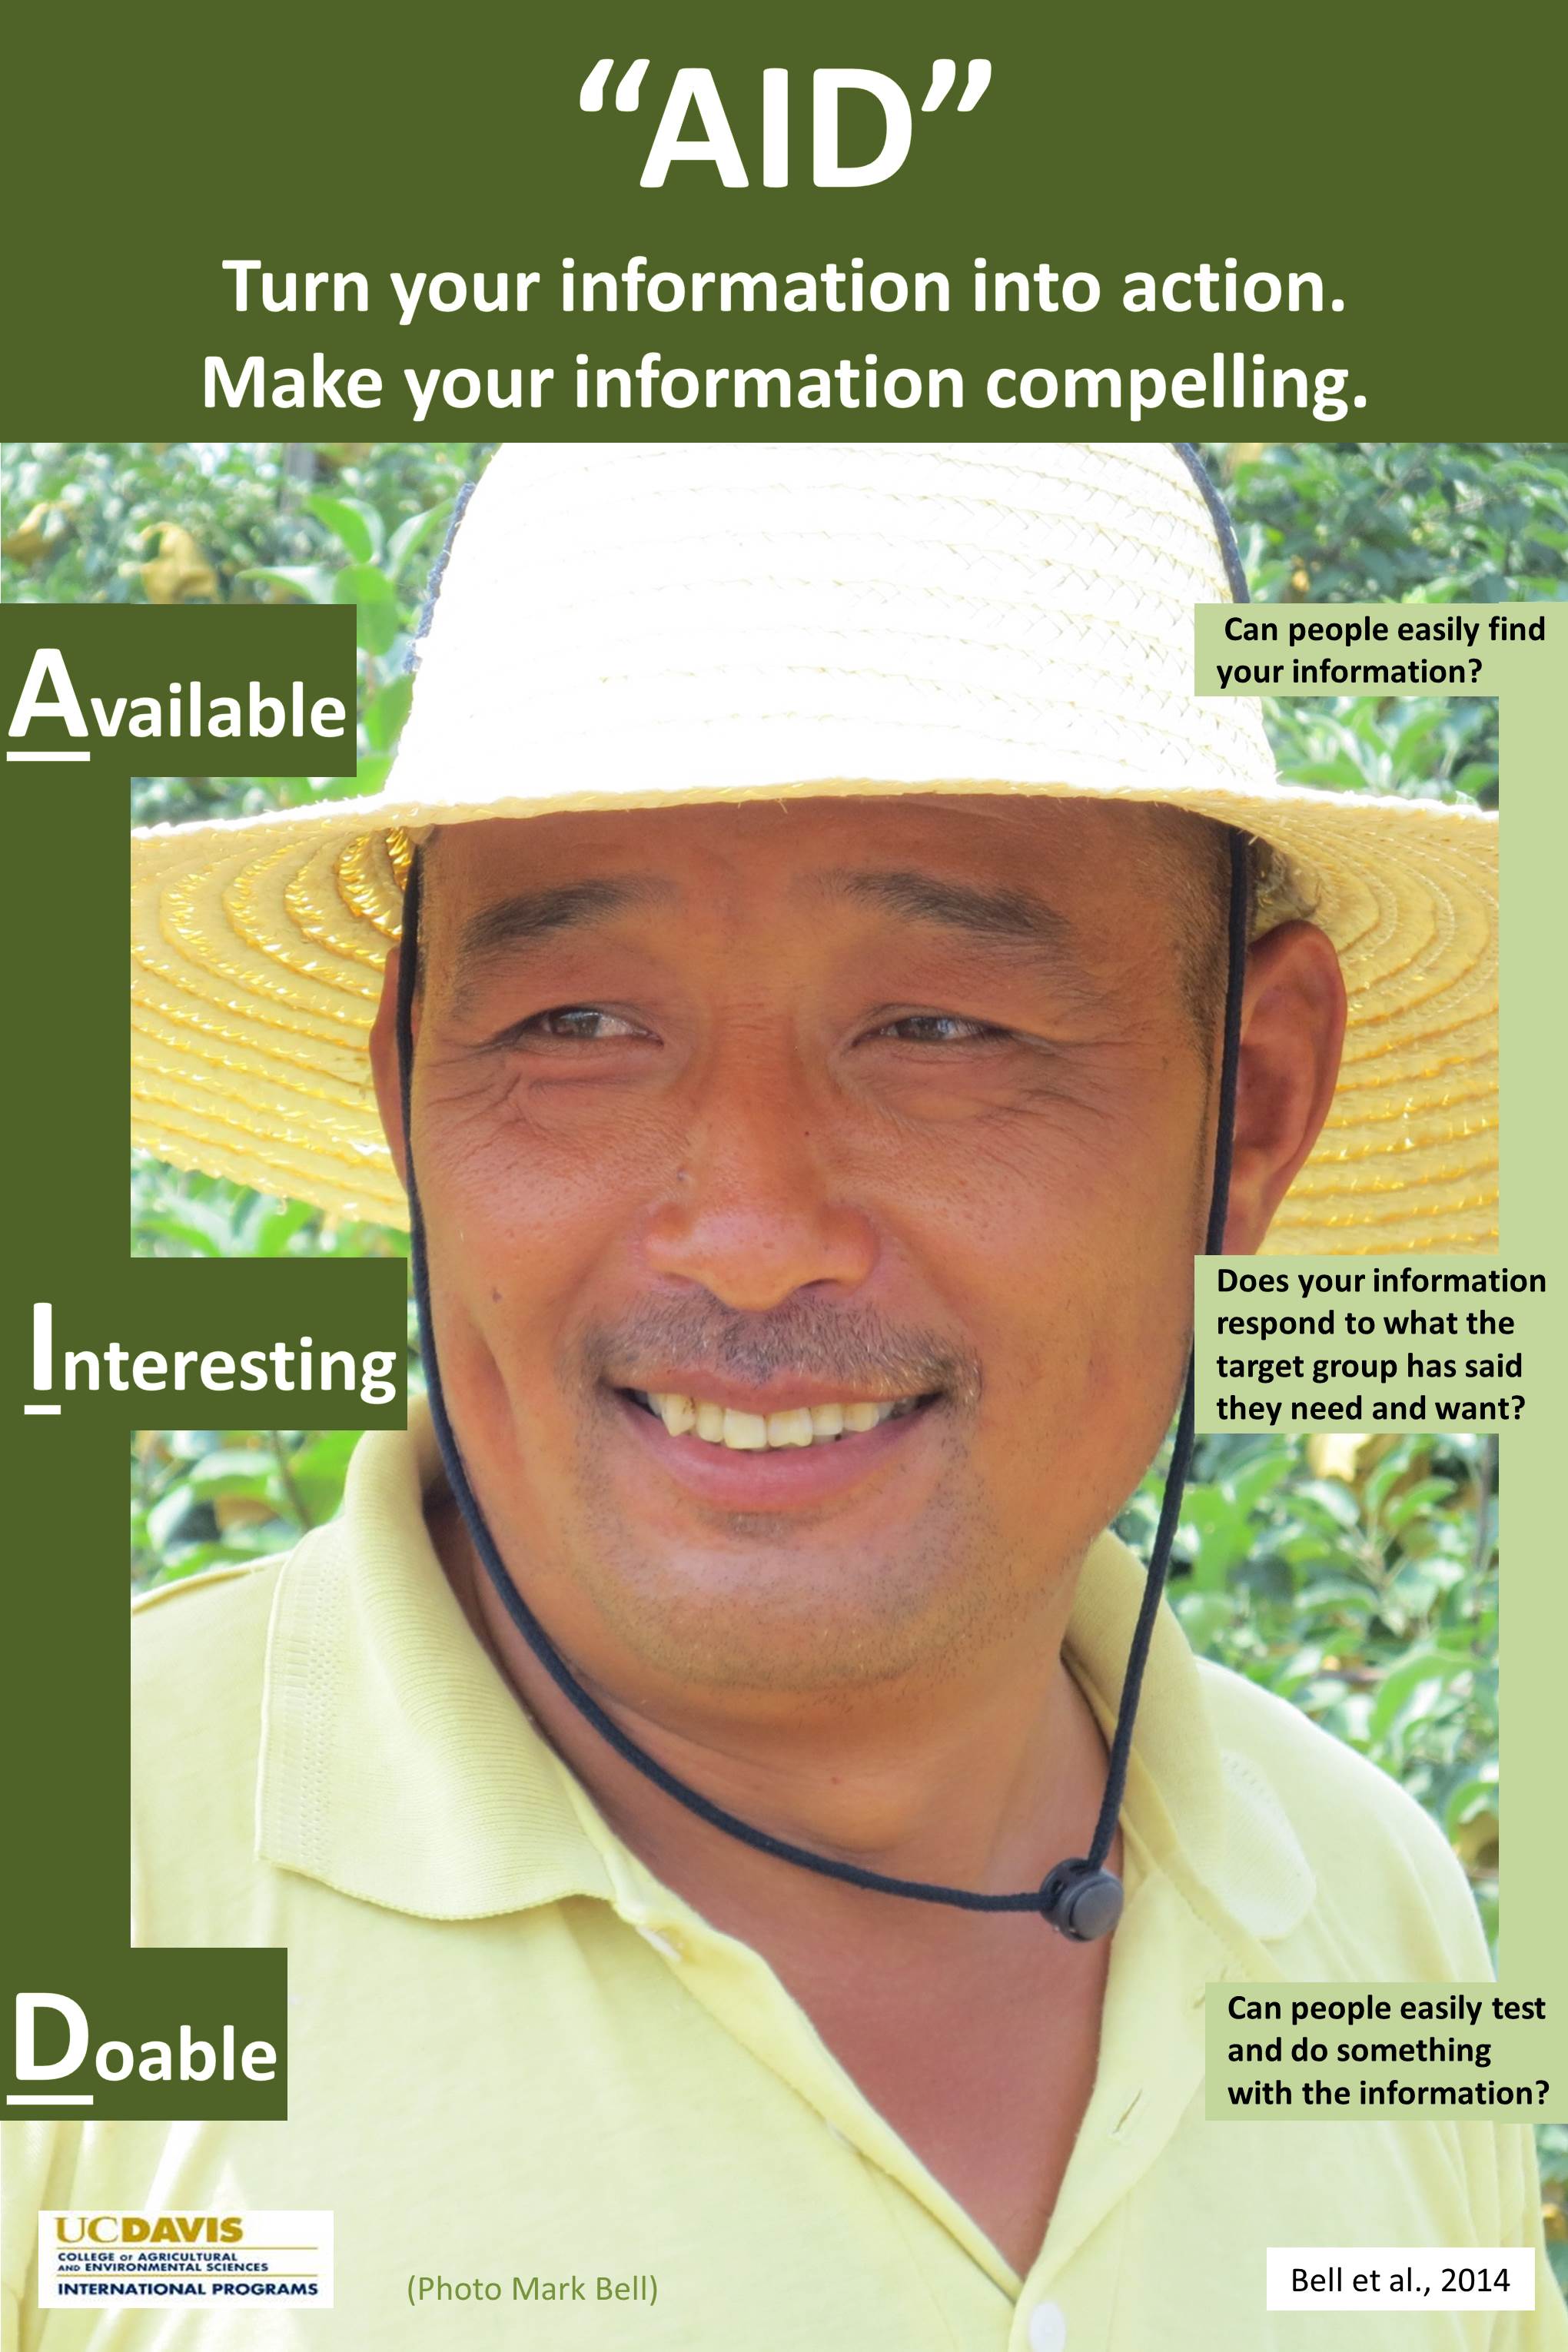 “AID”
Turn your information into action.
Make your information compelling.
Available
Can people easily find
your information?
Interesting
Does your information
respond to what the
target group has said
they need and want?
Doable
Can people easily test
and do something
with the information?
UCDAVIS
COLLEGE OF AGRICULTURAL
AND ENVIRONMENTAL SCIENCES
INTERNATIONAL PROGRAMS
(Photo Mark Bell)
Bell et al., 2014